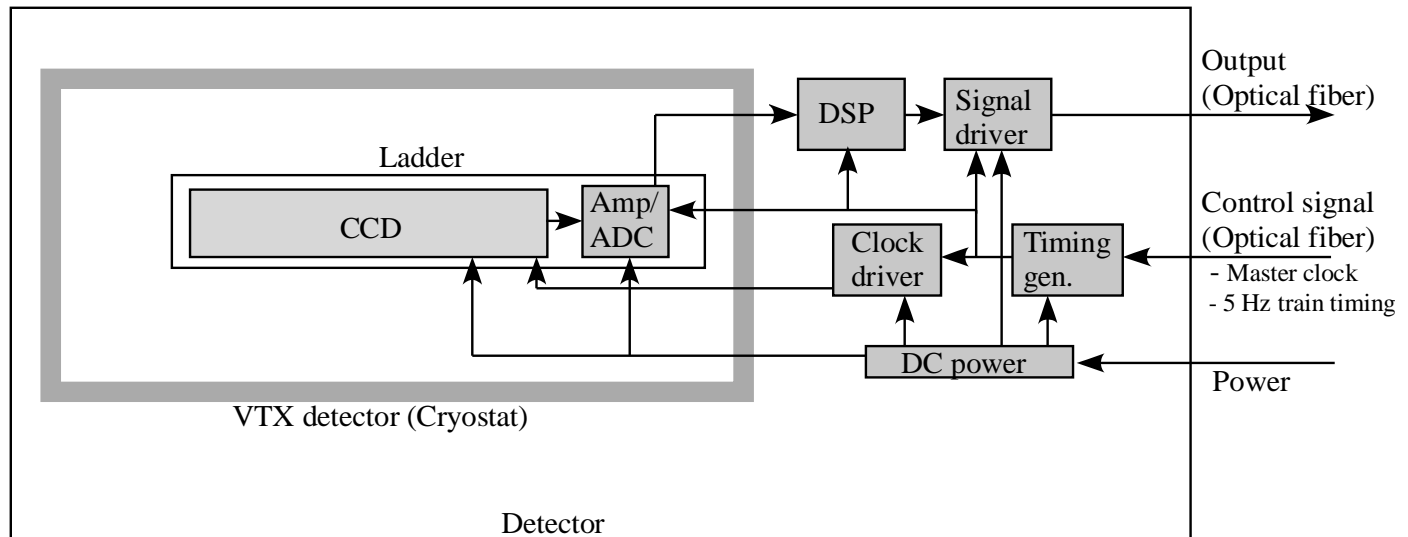 Output
(Optical fiber)
DSP
Signal
driver
Ladder
CCD
Amp/
ADC
Clock
driver
Timing
gen.
Control signal
(Optical fiber)
- Master clock
- 5 Hz train timing
DC power
Power
VTX detector (Cryostat)
Detector